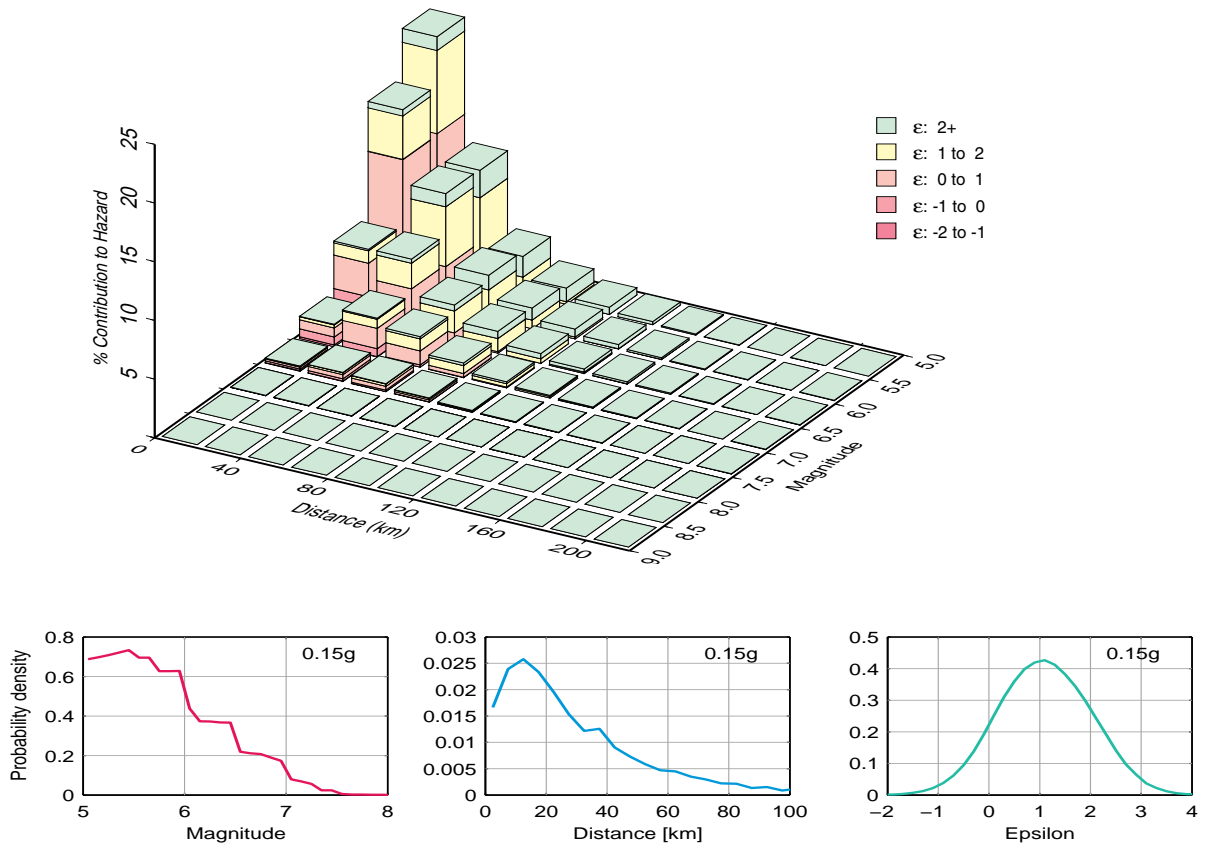 % Contribution to Hazard
25
20
15
10
5
ε: 2+
ε: 1 to 2
ε: 0 to 1
ε: -1 to 0
ε: -2 to -1
0
40
80
120
160
200
Distance (km)
5.0
5.5
6.0
6.5
7.0
7.5
8.0
8.5
9.0
Magnitude
Probability density
0.8
0.6
0.4
0.2
0
0.15g
5 6 7 8
Magnitude
0.03
0.025
0.02
0.015
0.01
0.005
0
0.15g
0 20 40 60 80 100
Distance [km]
0.5
0.4
0.3
0.2
0.1
0
0.15g
−2 −1 0 1 2 3 4
Epsilon